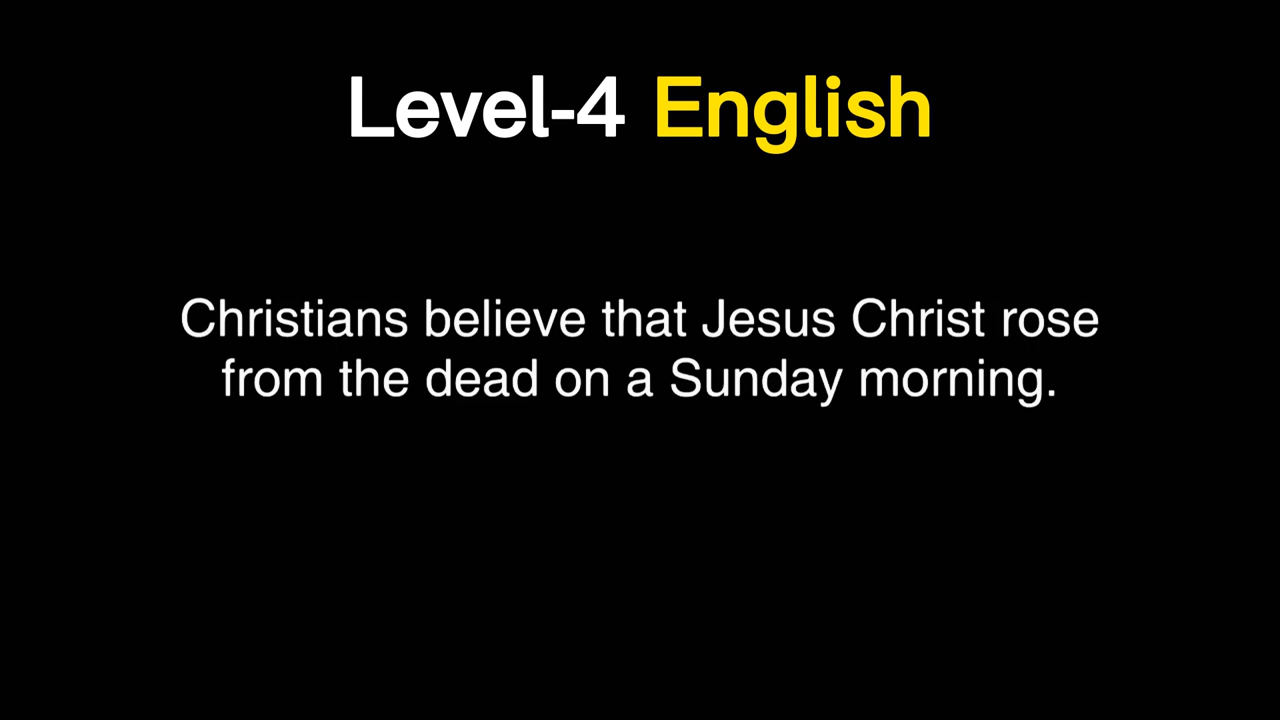 Level-4 English
Christians believe that Jesus Christ rose
from the dead on a Sunday morning.